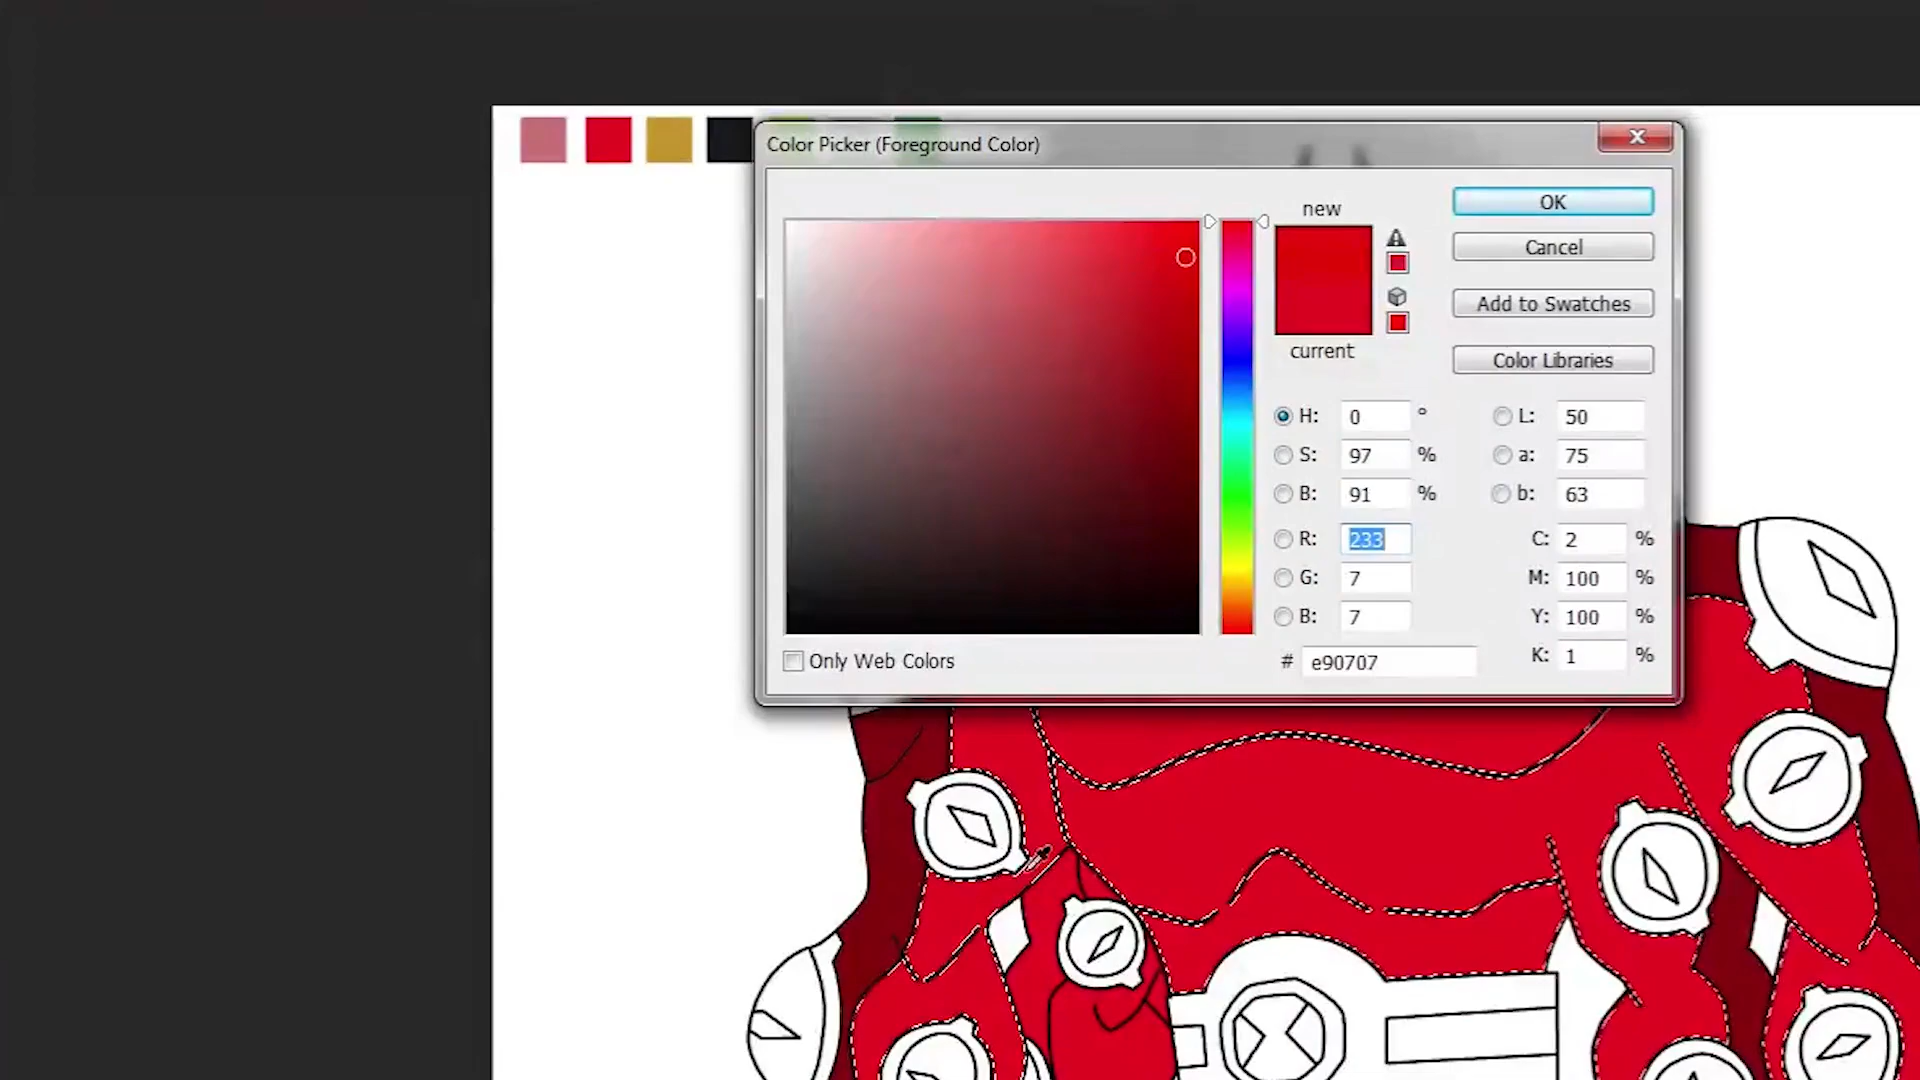 Color Picker (Foreground Color)
new
current
OK
Cancel
Add to Swatches
Color Libraries
H: 0 °
S: 97 %
B: 91 %
R: 233
G: 7
B: 7
# e90707
L: 50
a: 75
b: 63
C: 2 %
M: 100 %
Y: 100 %
K: 1 %
Only Web Colors